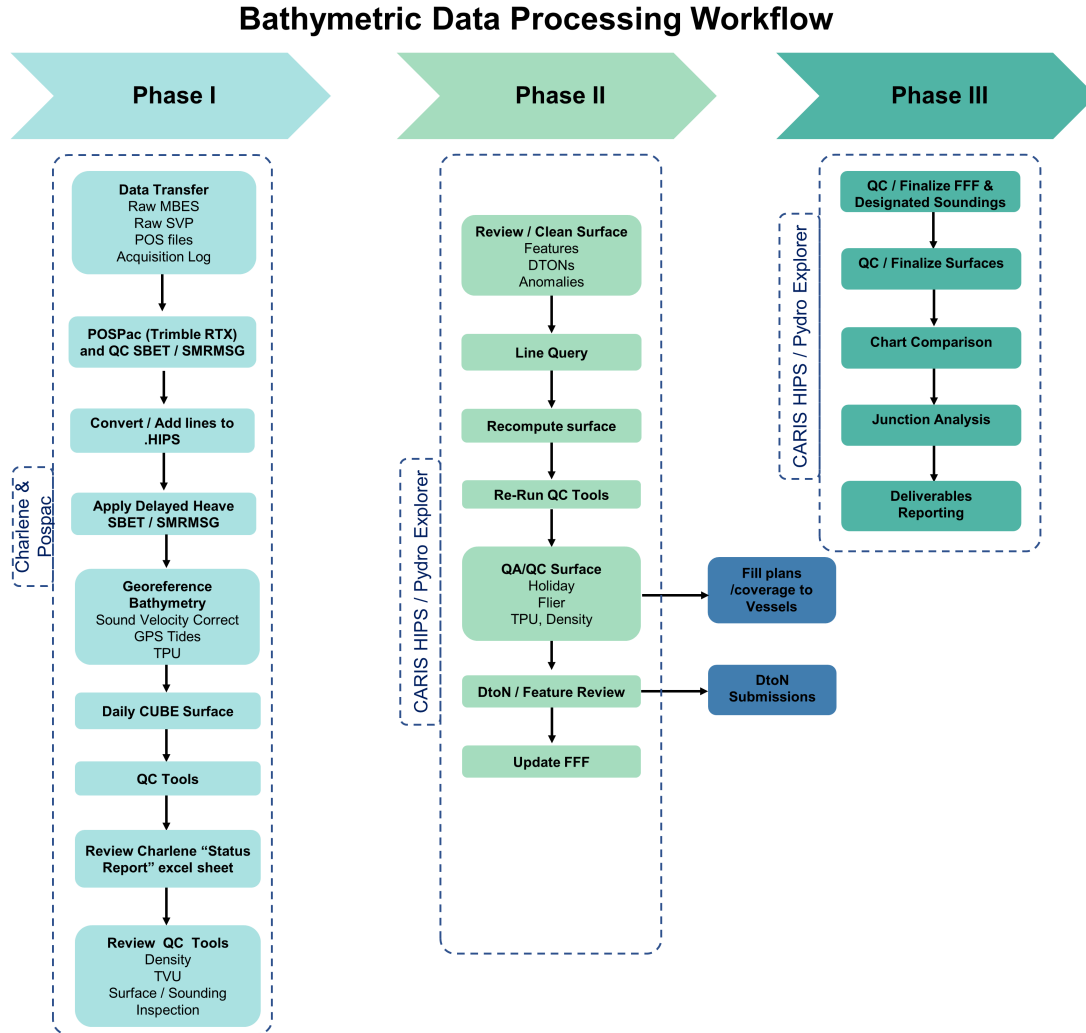 Bathymetric Data Processing Workflow
Phase I
Phase II
Phase III
Charlene &
Pospac
Data Transfer
Raw MBES
Raw SVP
POS files
Acquisition Log
POSPac (Trimble RTX)
and QC SBET / SMRMSG
Convert / Add lines to
.HIPS
Apply Delayed Heave
SBET / SMRMSG
Georeference
Bathymetry
Sound Velocity Correct
GPS Tides
TPU
Daily CUBE Surface
QC Tools
Review Charlene “Status
Report” excel sheet
Review QC Tools
Density
TVU
Surface / Sounding
Inspection
CARIS HIPS / Pydro Explorer
Review / Clean Surface
Features
DTONs
Anomalies
Line Query
Recompute surface
Re-Run QC Tools
QA/QC Surface
Holiday
Flier
TPU, Density
DtoN / Feature Review
Update FFF
Fill plans
/coverage to
Vessels
DtoN
Submissions
CARIS HIPS / Pydro Explorer
QC / Finalize FFF &
Designated Soundings
QC / Finalize Surfaces
Chart Comparison
Junction Analysis
Deliverables
Reporting